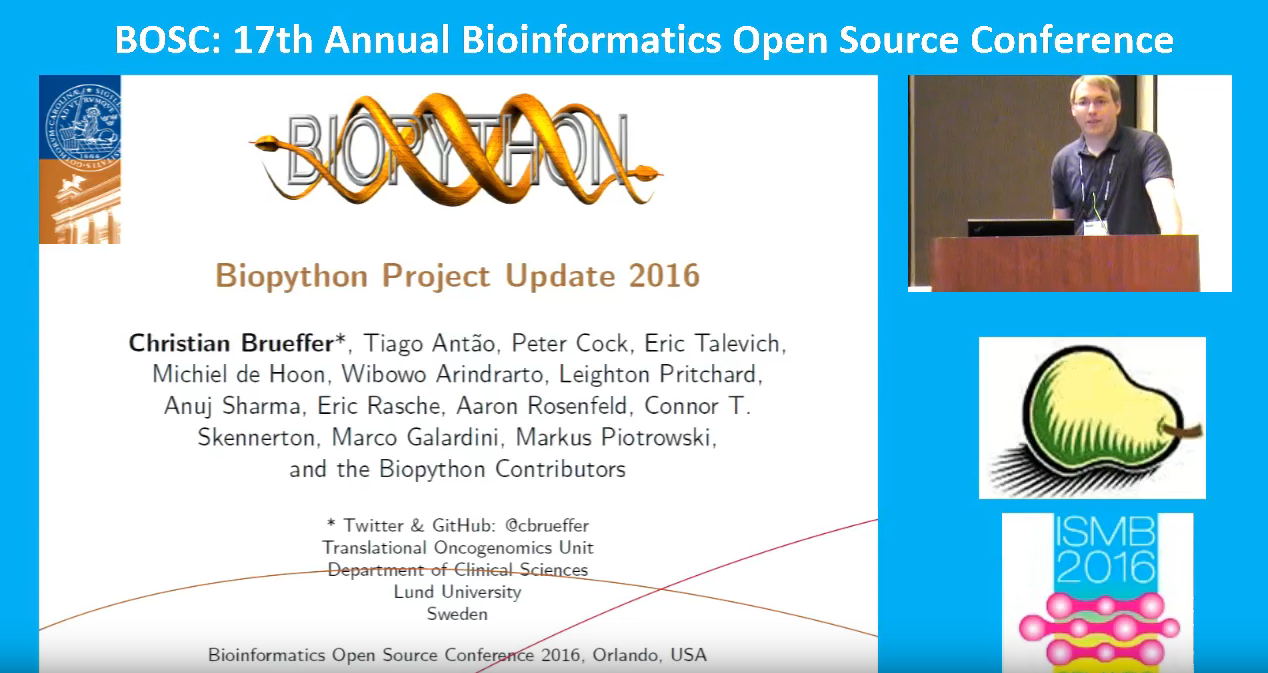 BOSC: 17th Annual Bioinformatics Open Source Conference
BIOPYTHON
Biopython Project Update 2016
Christian Brueffer*, Tiago Antão, Peter Cock, Eric Talevich,
Michiel de Hoon, Wibowo Arindrarto, Leighton Pritchard,
Anuj Sharma, Eric Rasche, Aaron Rosenfeld, Connor T.
Skennerton, Marco Galardini, Markus Piotrowski,
and the Biopython Contributors
* Twitter & GitHub: @cbrueffer
Translational Oncogenomics Unit
Department of Clinical Sciences
Lund University
Sweden
Bioinformatics Open Source Conference 2016, Orlando, USA
ISMB
2016